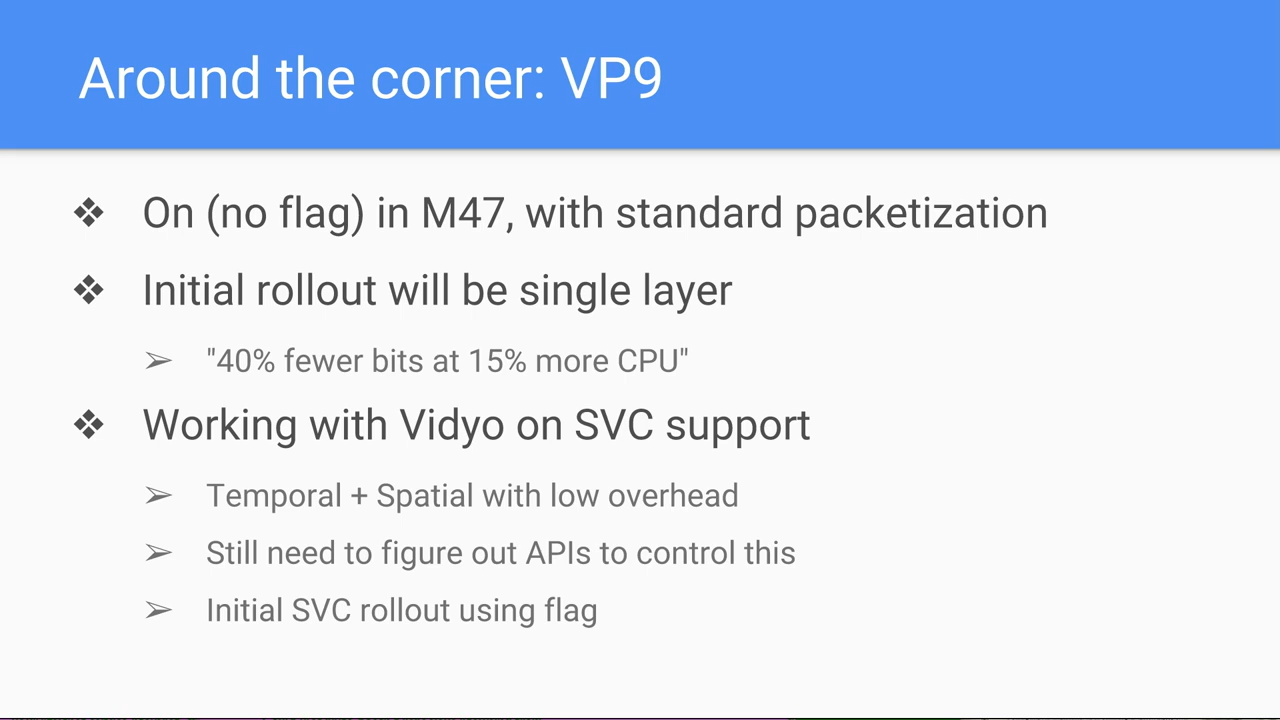 Around the corner: VP9
❖ On (no flag) in M47, with standard packetization
❖ Initial rollout will be single layer
➢ "40% fewer bits at 15% more CPU"
❖ Working with Vidyo on SVC support
➢ Temporal + Spatial with low overhead
➢ Still need to figure out APIs to control this
➢ Initial SVC rollout using flag